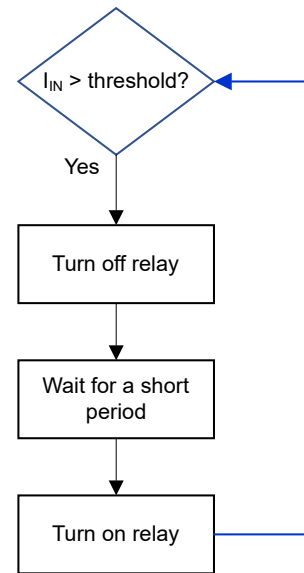 I_IN > threshold?
Yes
Turn off relay
Wait for a short
period
Turn on relay